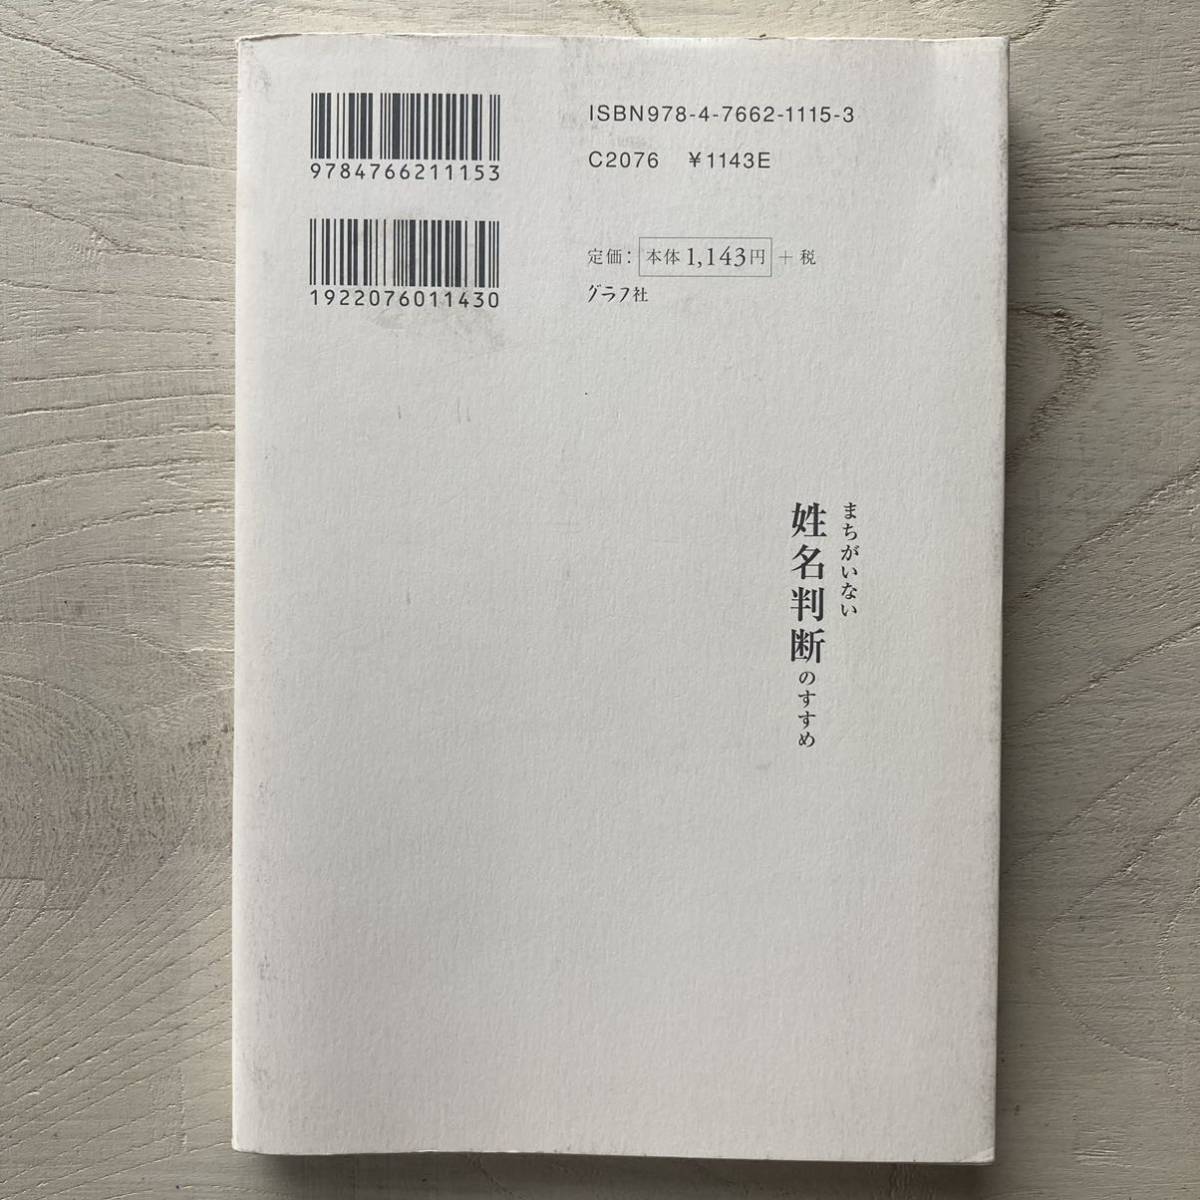 9784766211153
1922076011430
ISBN978-4-7662-1115-3
C2076 ¥1143E
定価：本体1,143円＋税
グラフ社
まちがいない
姓名判断のすすめ